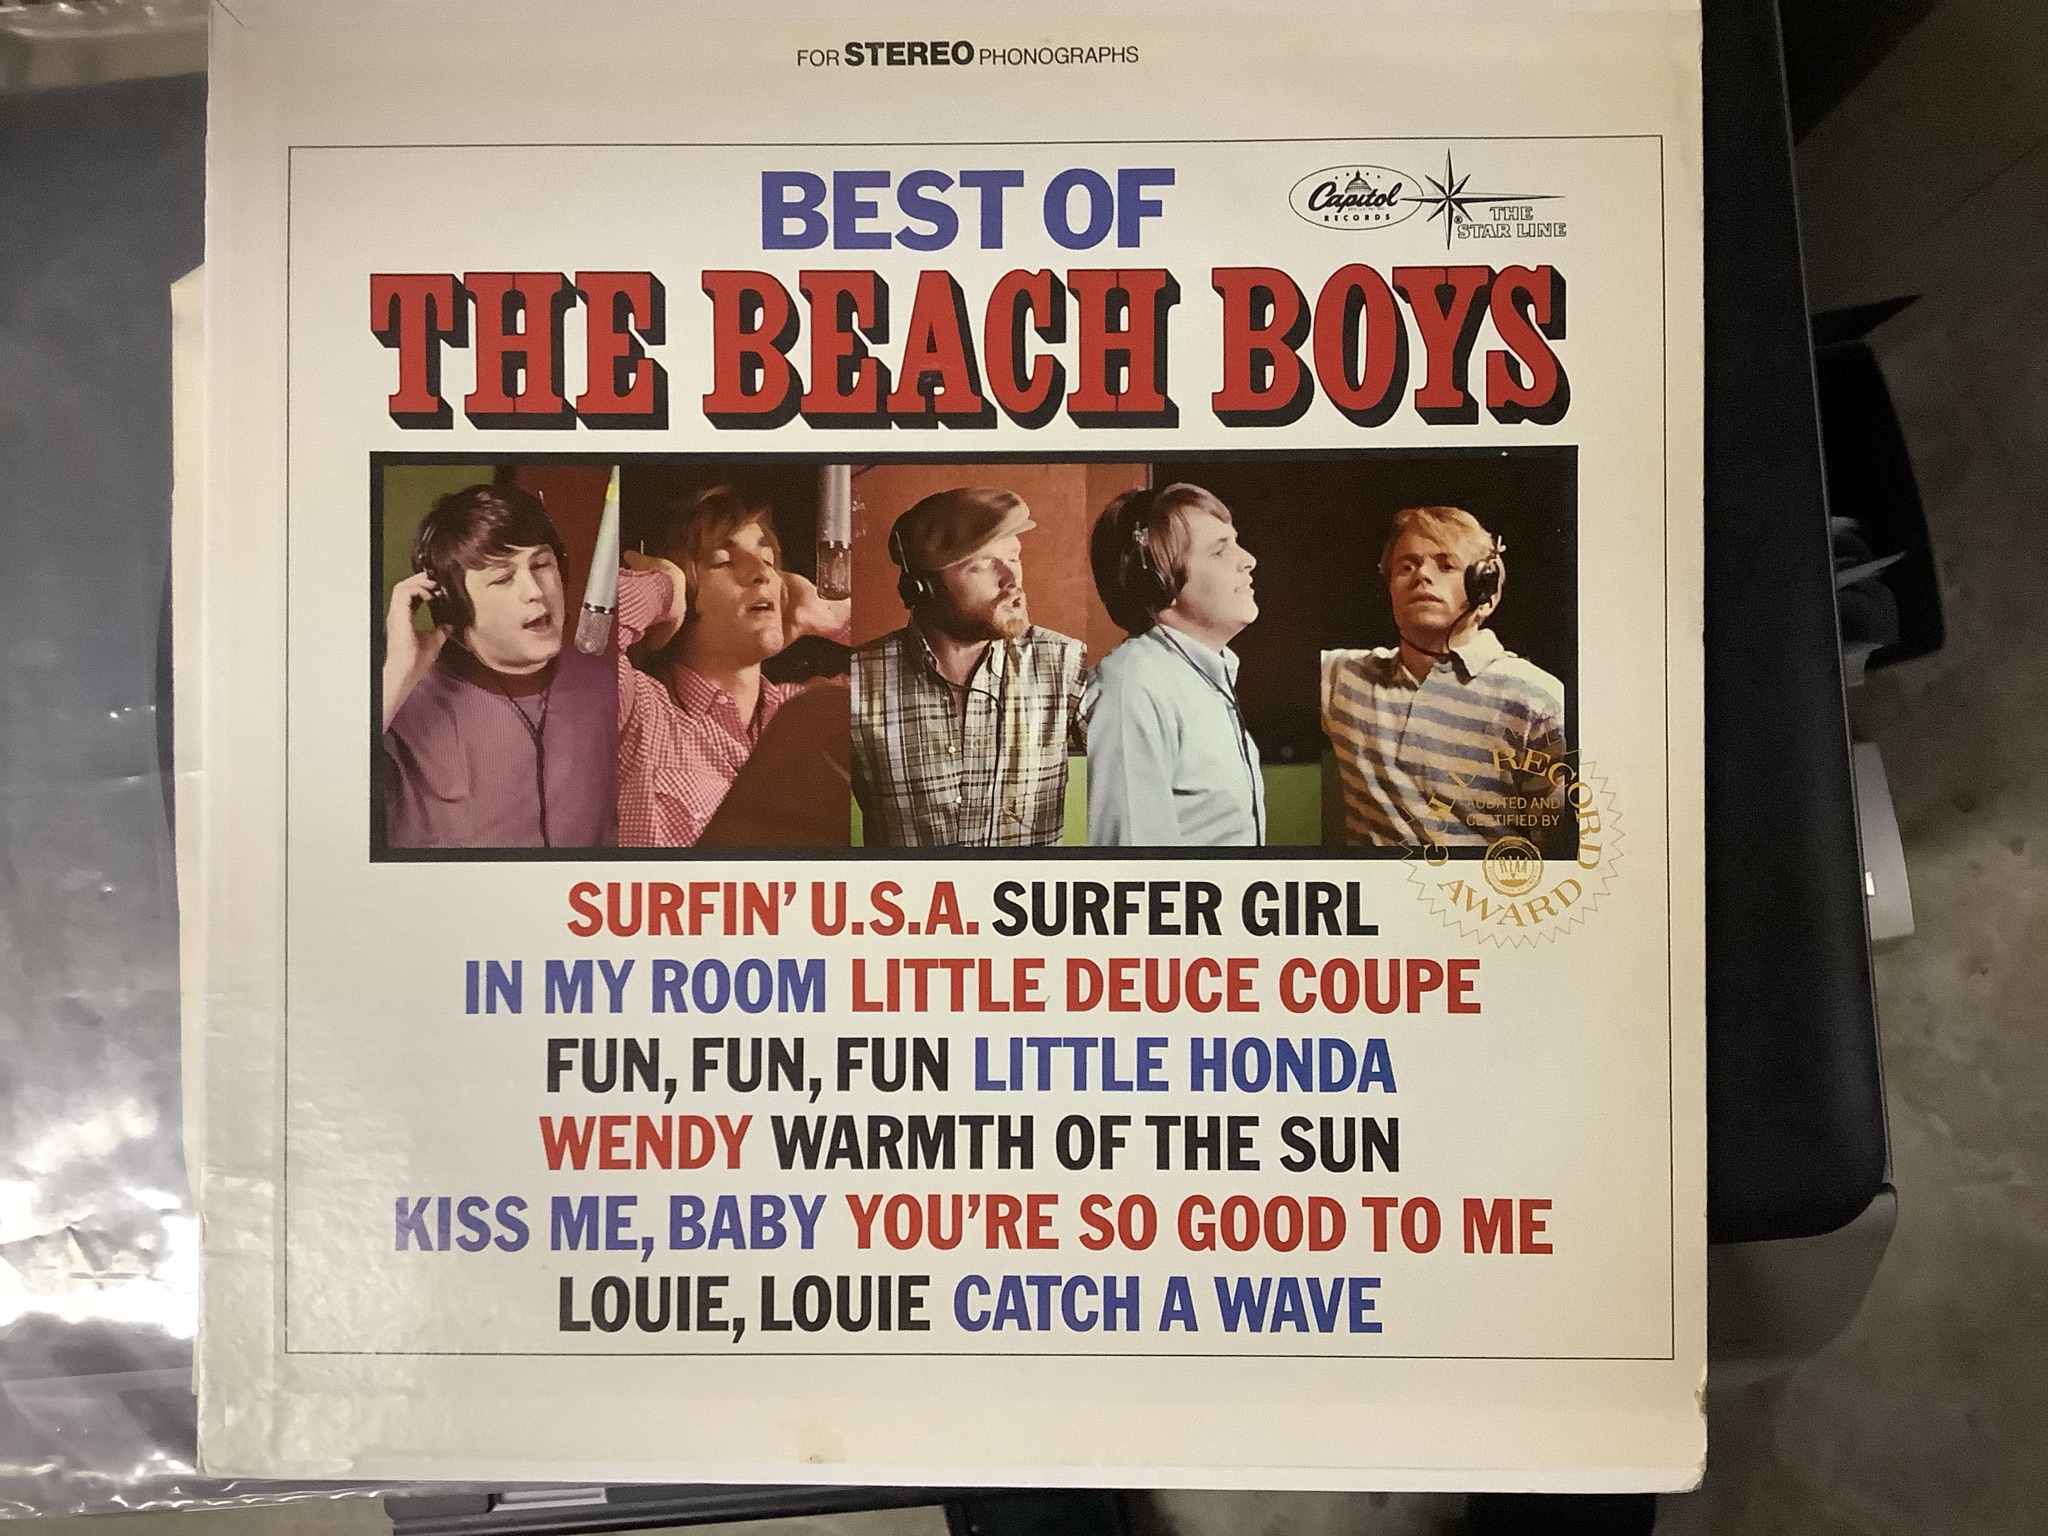 FOR STEREO PHONOGRAPHS
BEST OF
Capitol
RECORDS
®
THE
STAR LINE
THE BEACH BOYS
GOLD RECORD
AUDITED AND
CERTIFIED BY
RIAA
AWARD
SURFIN' U.S.A. SURFER GIRL
IN MY ROOM LITTLE DEUCE COUPE
FUN, FUN, FUN LITTLE HONDA
WENDY WARMTH OF THE SUN
KISS ME, BABY YOU'RE SO GOOD TO ME
LOUIE, LOUIE CATCH A WAVE